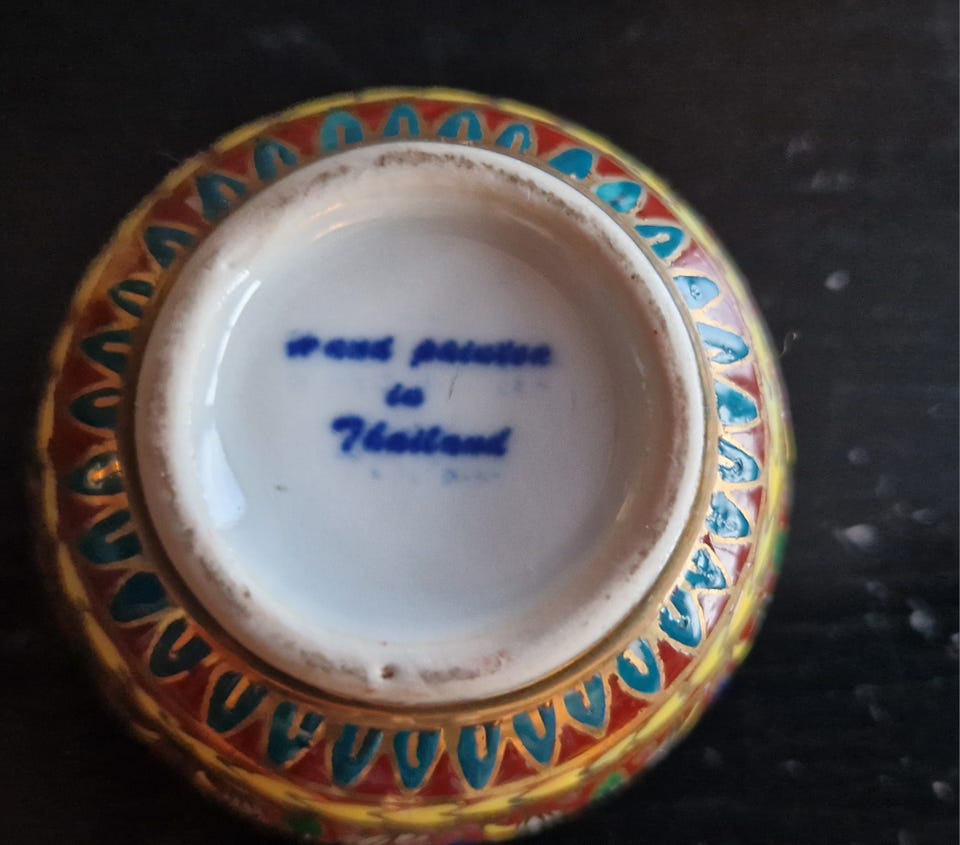 Hand painted
in
Thailand